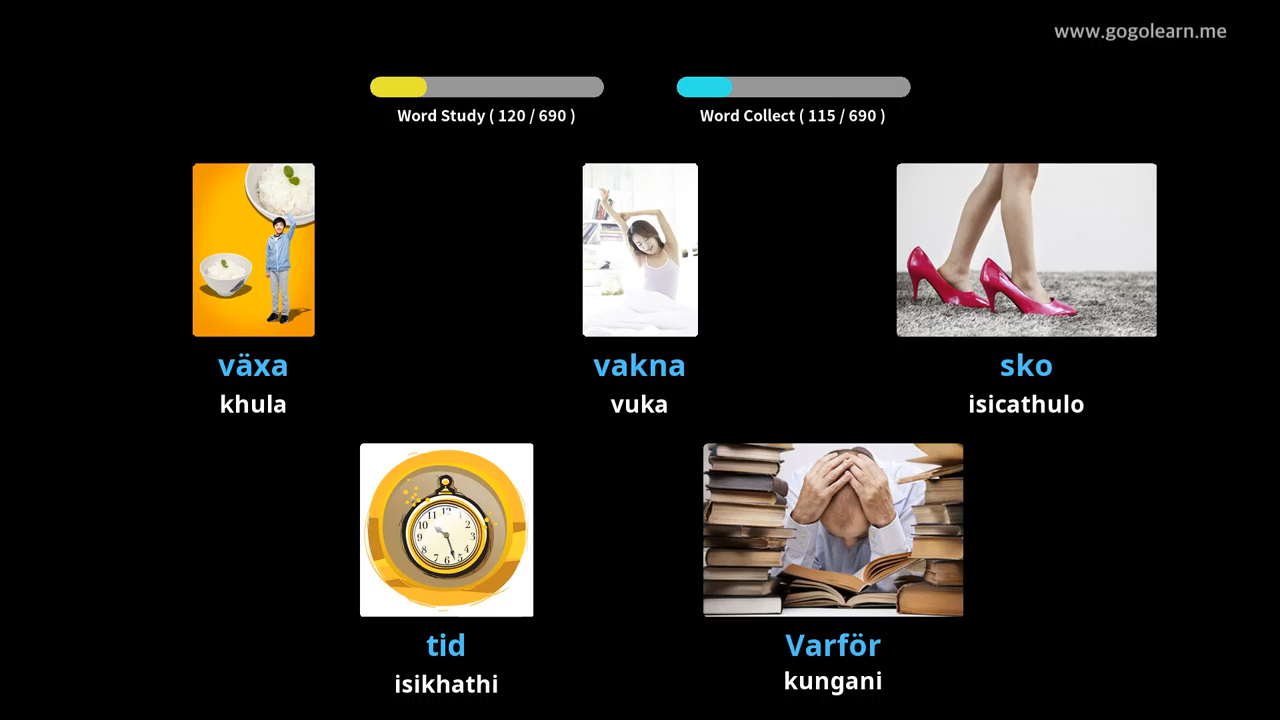 www.gogolearn.me
Word Study ( 120 / 690 )
Word Collect ( 115 / 690 )
växa
vakna
sko
khula
vuka
isicathulo
tid
Varför
isikhathi
kungani